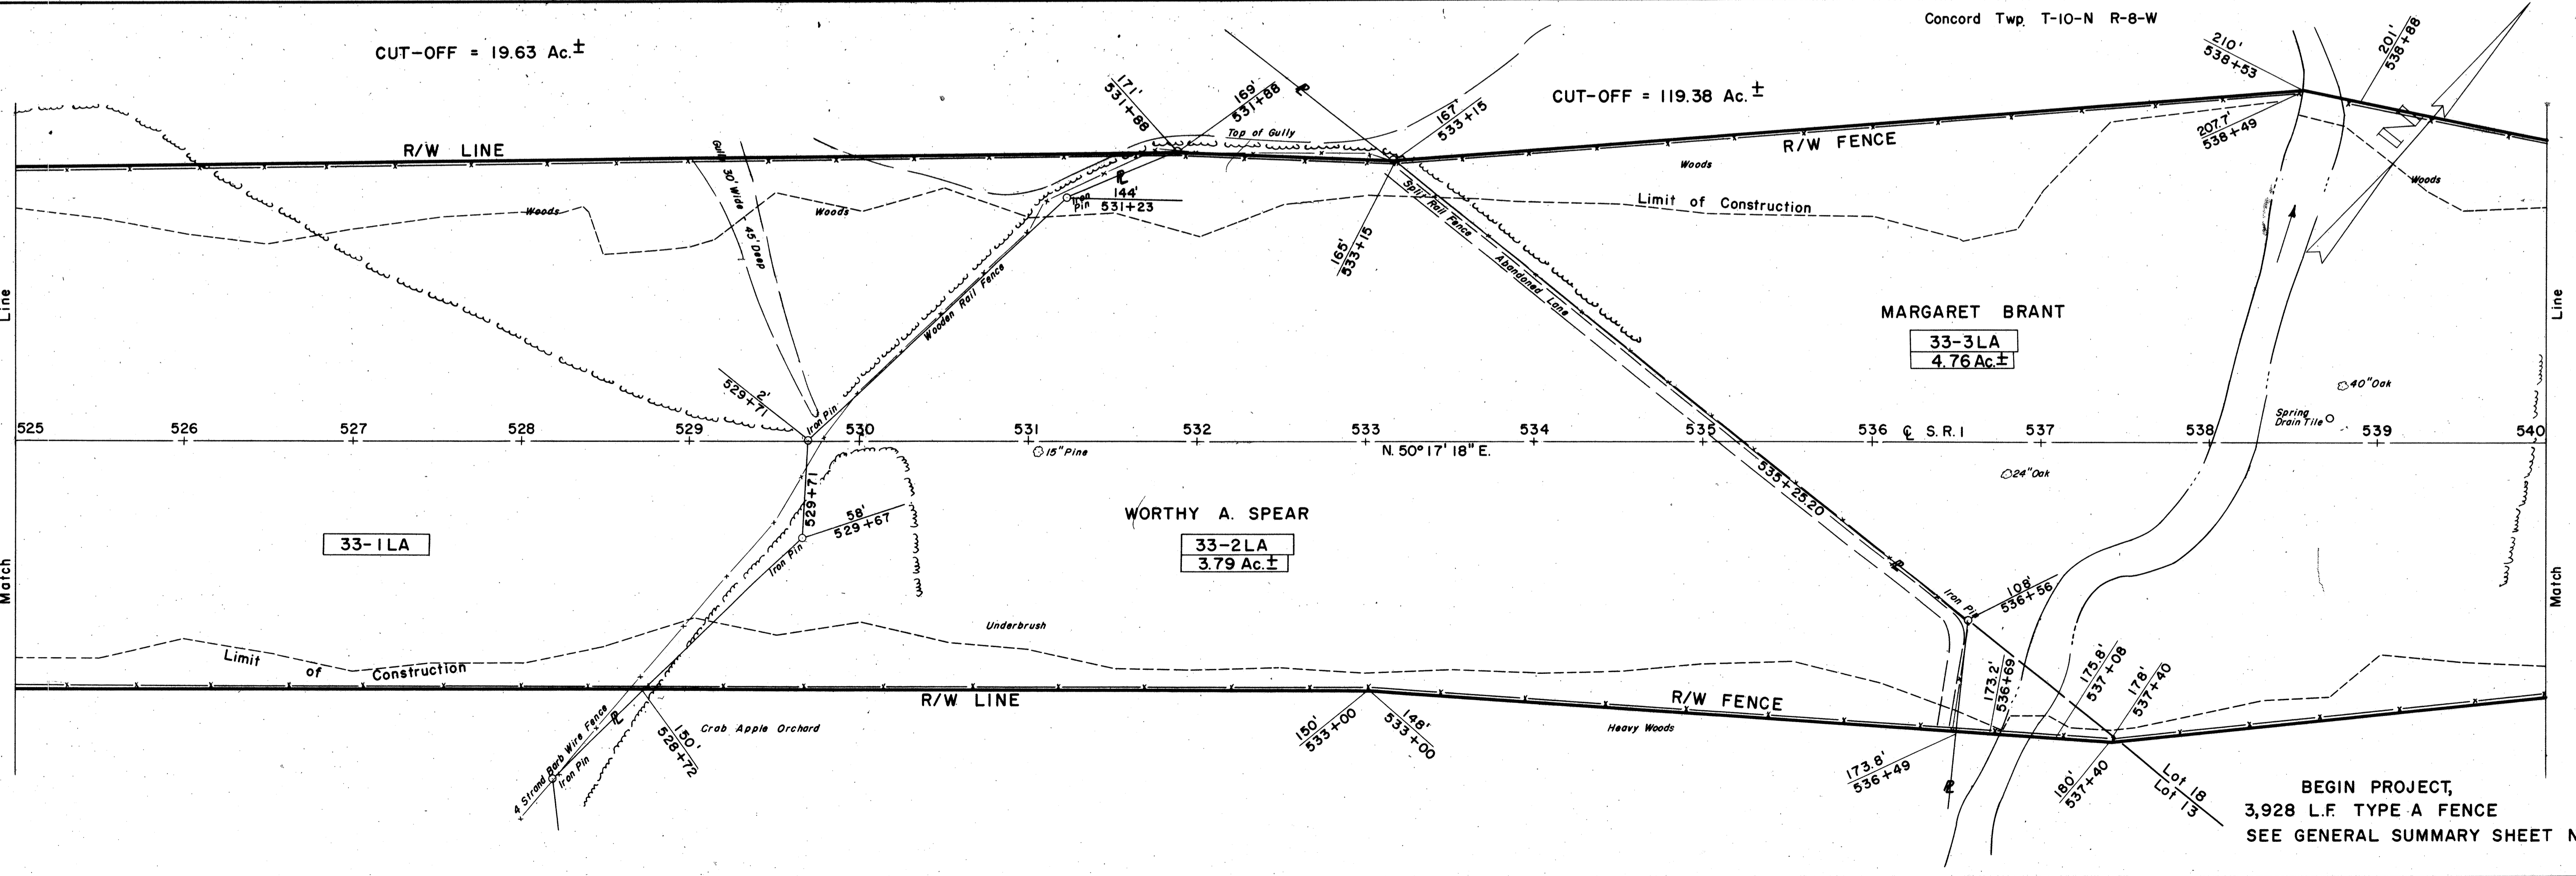 Concord Twp. T-10-N R-8-W
CUT-OFF = 19.63 Ac.±
CUT-OFF = 119.38 Ac.±
210'
538+53
201'
538+88
171'
531+88
169'
531+88
PL
167'
533+15
207.7'
538+49
N
Top of Gully
R/W LINE
R/W FENCE
Gully 30' Wide 45' Deep
Woods
Woods
Woods
Woods
PL
144'
531+23
Iron
Pin
Split Rail Fence
Limit of Construction
165'
533+15
Abandoned Lane
Wooden Rail Fence
Line
Line
MARGARET BRANT
33-3LA
4.76 Ac.±
2'
529+71
Iron Pin
40" Oak
Spring
Drain Tile
525 526 527 528 529 530 531 532 533 534 535 536 ℄ S.R.1 537 538 539 540
15" Pine
N. 50° 17' 18" E.
535+25.20
24" Oak
529+71
58'
529+67
Iron Pin
33-1LA
WORTHY A. SPEAR
33-2LA
3.79 Ac.±
PL
Match
Match
Iron Pin
108'
536+56
Underbrush
Limit of Construction
R/W LINE
R/W FENCE
173.2'
536+69
175.8'
537+08
178'
537+40
4 Strand Barb Wire Fence
PL
Iron Pin
150'
528+72
Crab Apple Orchard
150'
533+00
148'
533+00
Heavy Woods
173.8'
536+49
PL
180'
537+40
Lot 18
Lot 13
BEGIN PROJECT,
3,928 L.F. TYPE A FENCE
SEE GENERAL SUMMARY SHEET N